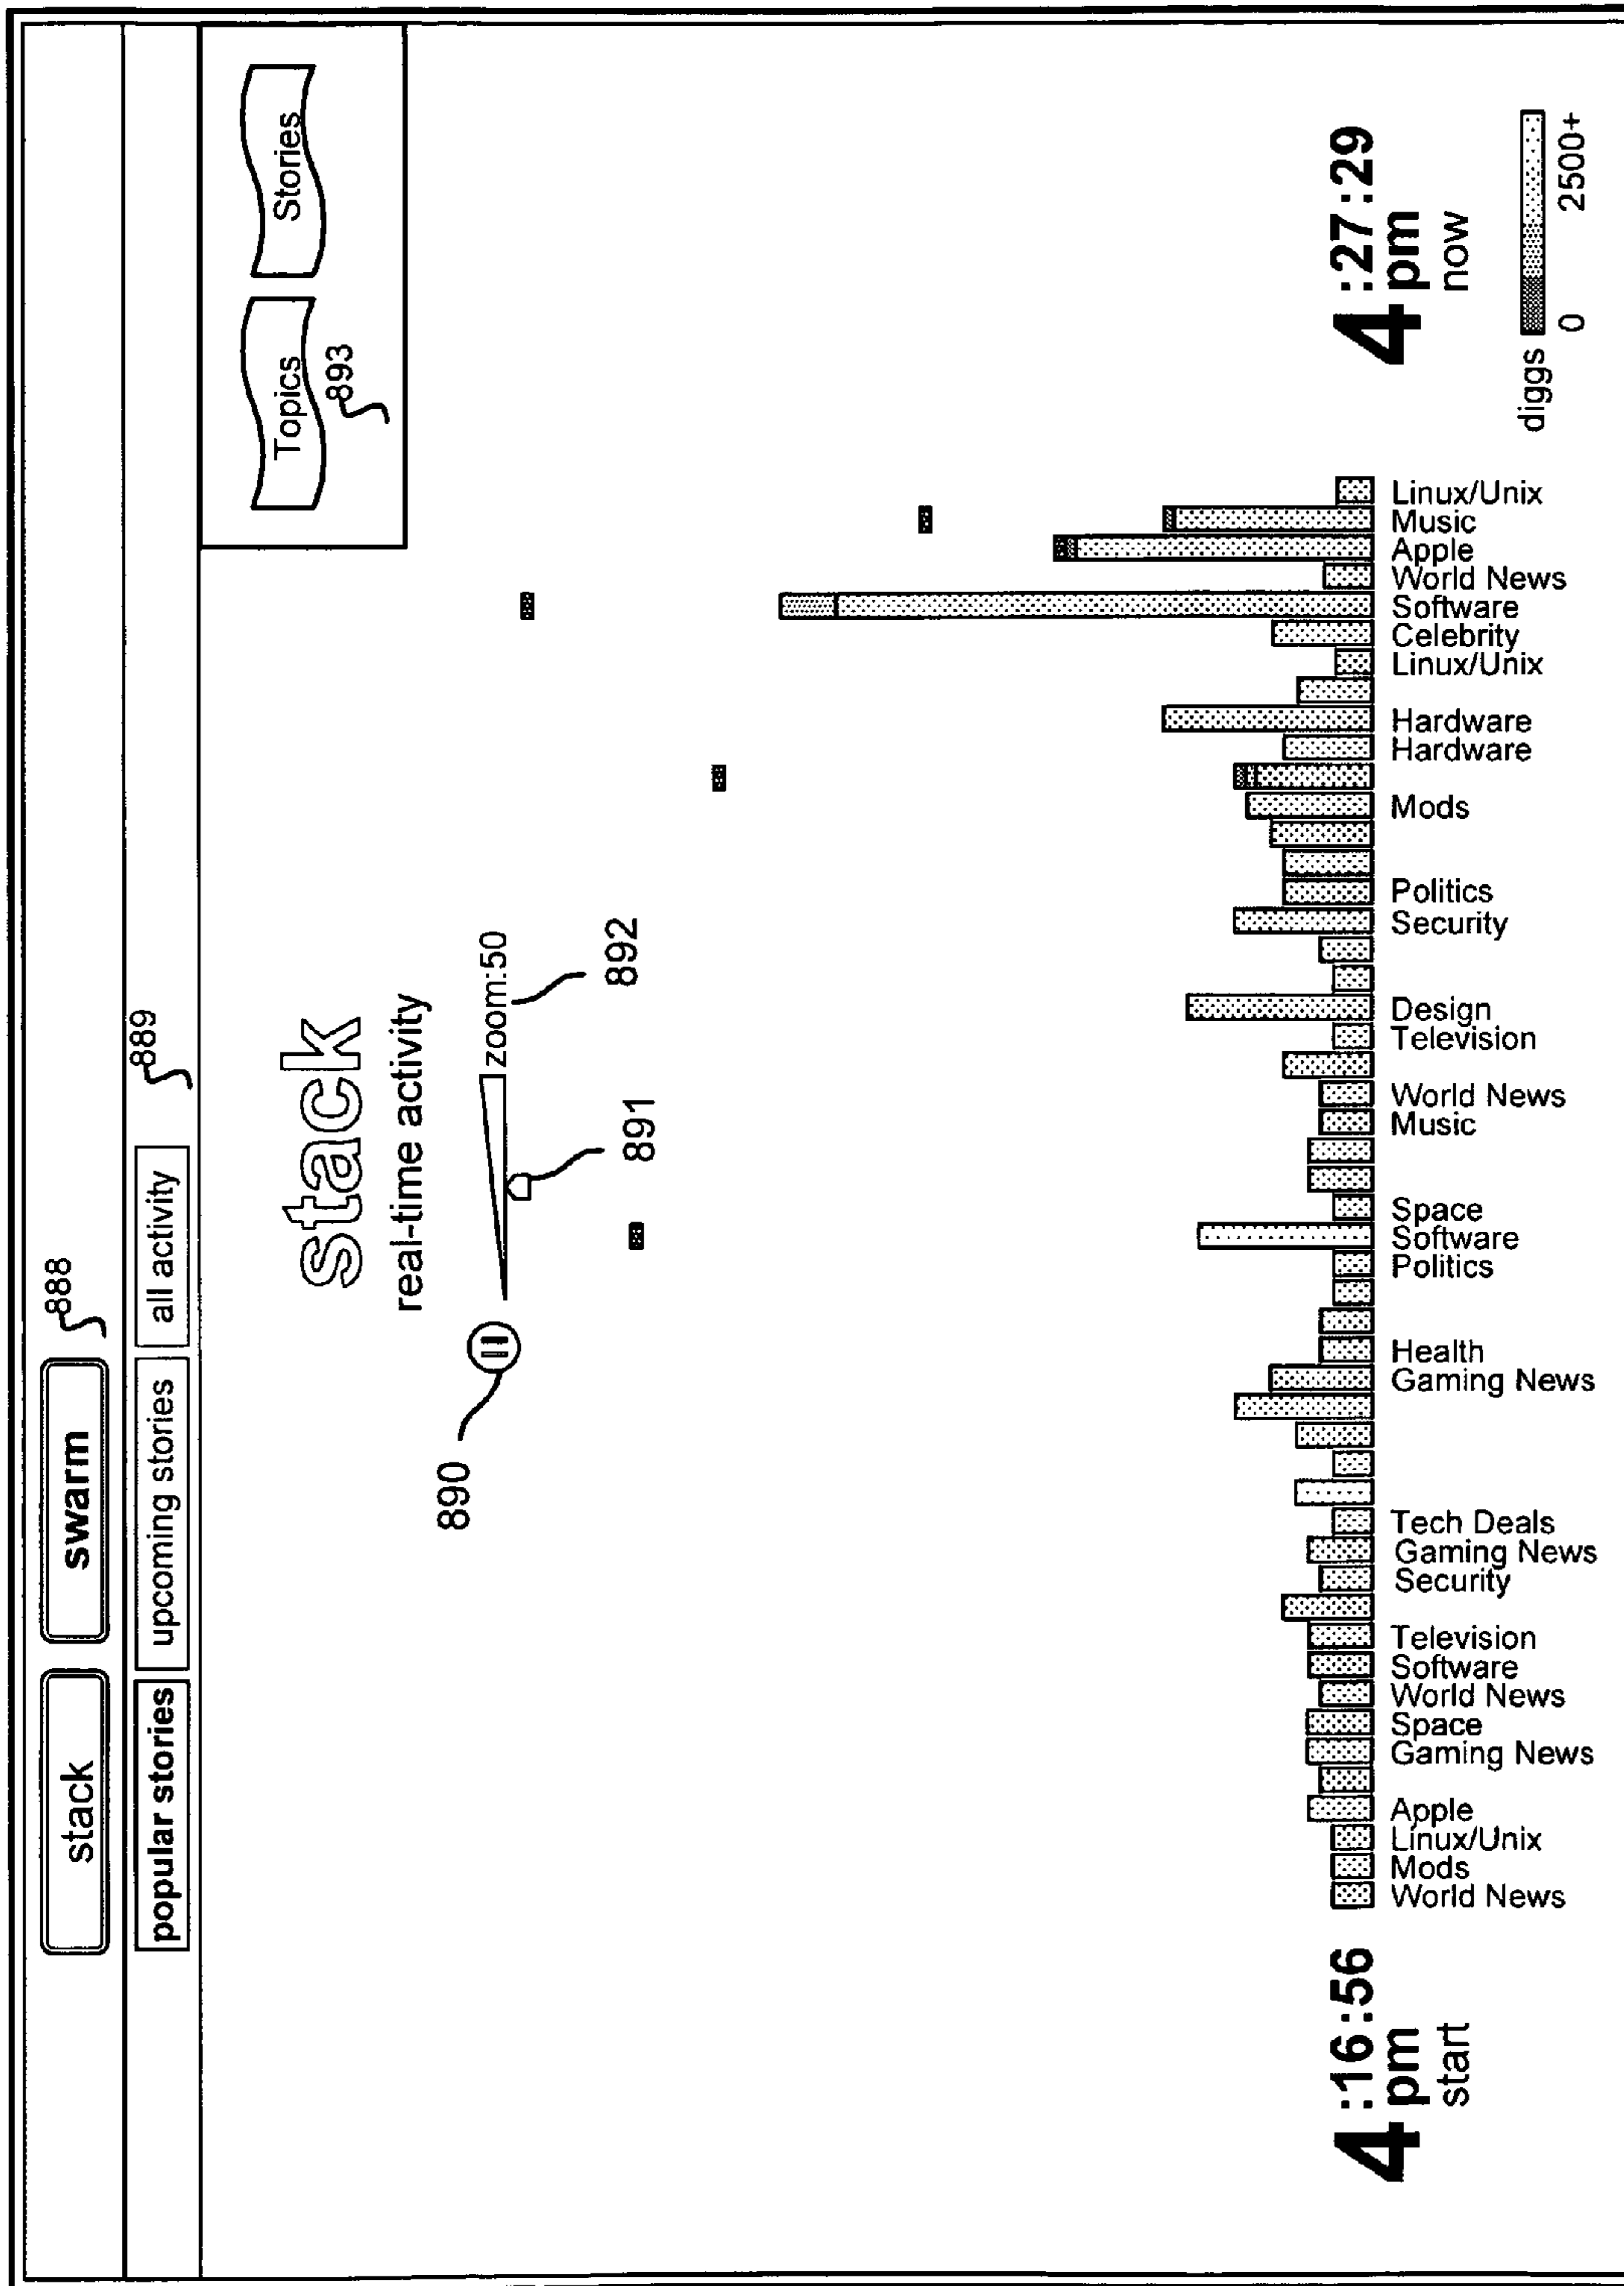 stack
swarm
888
popular stories
upcoming stories
all activity
889
Topics
Stories
893
stack
real-time activity
890
zoom:50
891
892
4:16:56
pm
start
World News
Mods
Linux/Unix
Apple
Gaming News
Space
World News
Software
Television
Security
Gaming News
Tech Deals
Gaming News
Health
Politics
Software
Space
Music
World News
Television
Design
Security
Politics
Mods
Hardware
Hardware
Linux/Unix
Celebrity
Software
World News
Apple
Music
Linux/Unix
4:27:29
pm
now
diggs
0
2500+